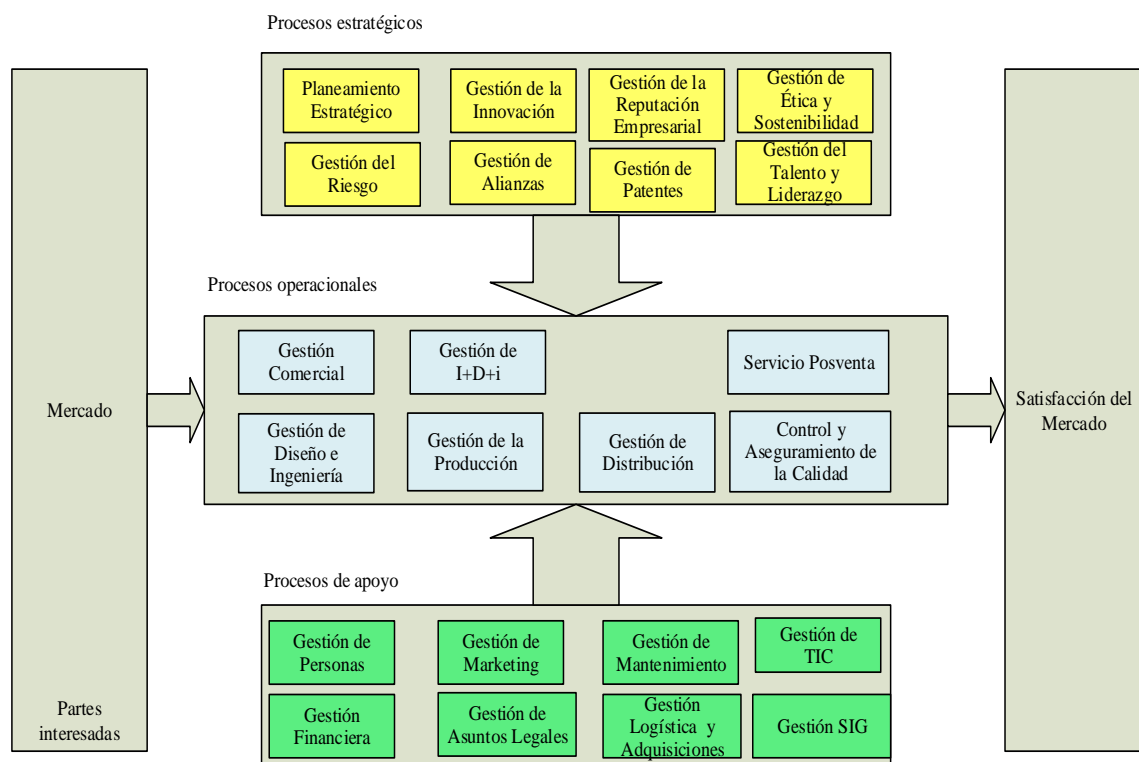 Procesos estratégicos
Planeamiento
Estratégico
Gestión de la
Innovación
Gestión de la
Reputación
Empresarial
Gestión de
Ética y
Sostenibilidad
Gestión del
Riesgo
Gestión de
Alianzas
Gestión de
Patentes
Gestión del
Talento y
Liderazgo
Procesos operacionales
Mercado
Partes
interesadas
Gestión
Comercial
Gestión de
I+D+i
Servicio Posventa
Gestión de
Diseño e
Ingeniería
Gestión de la
Producción
Gestión de
Distribución
Control y
Aseguramiento de
la Calidad
Satisfacción del
Mercado
Procesos de apoyo
Gestión de
Personas
Gestión de
Marketing
Gestión de
Mantenimiento
Gestión de
TIC
Gestión
Financiera
Gestión de
Asuntos Legales
Gestión
Logística y
Adquisiciones
Gestión SIG